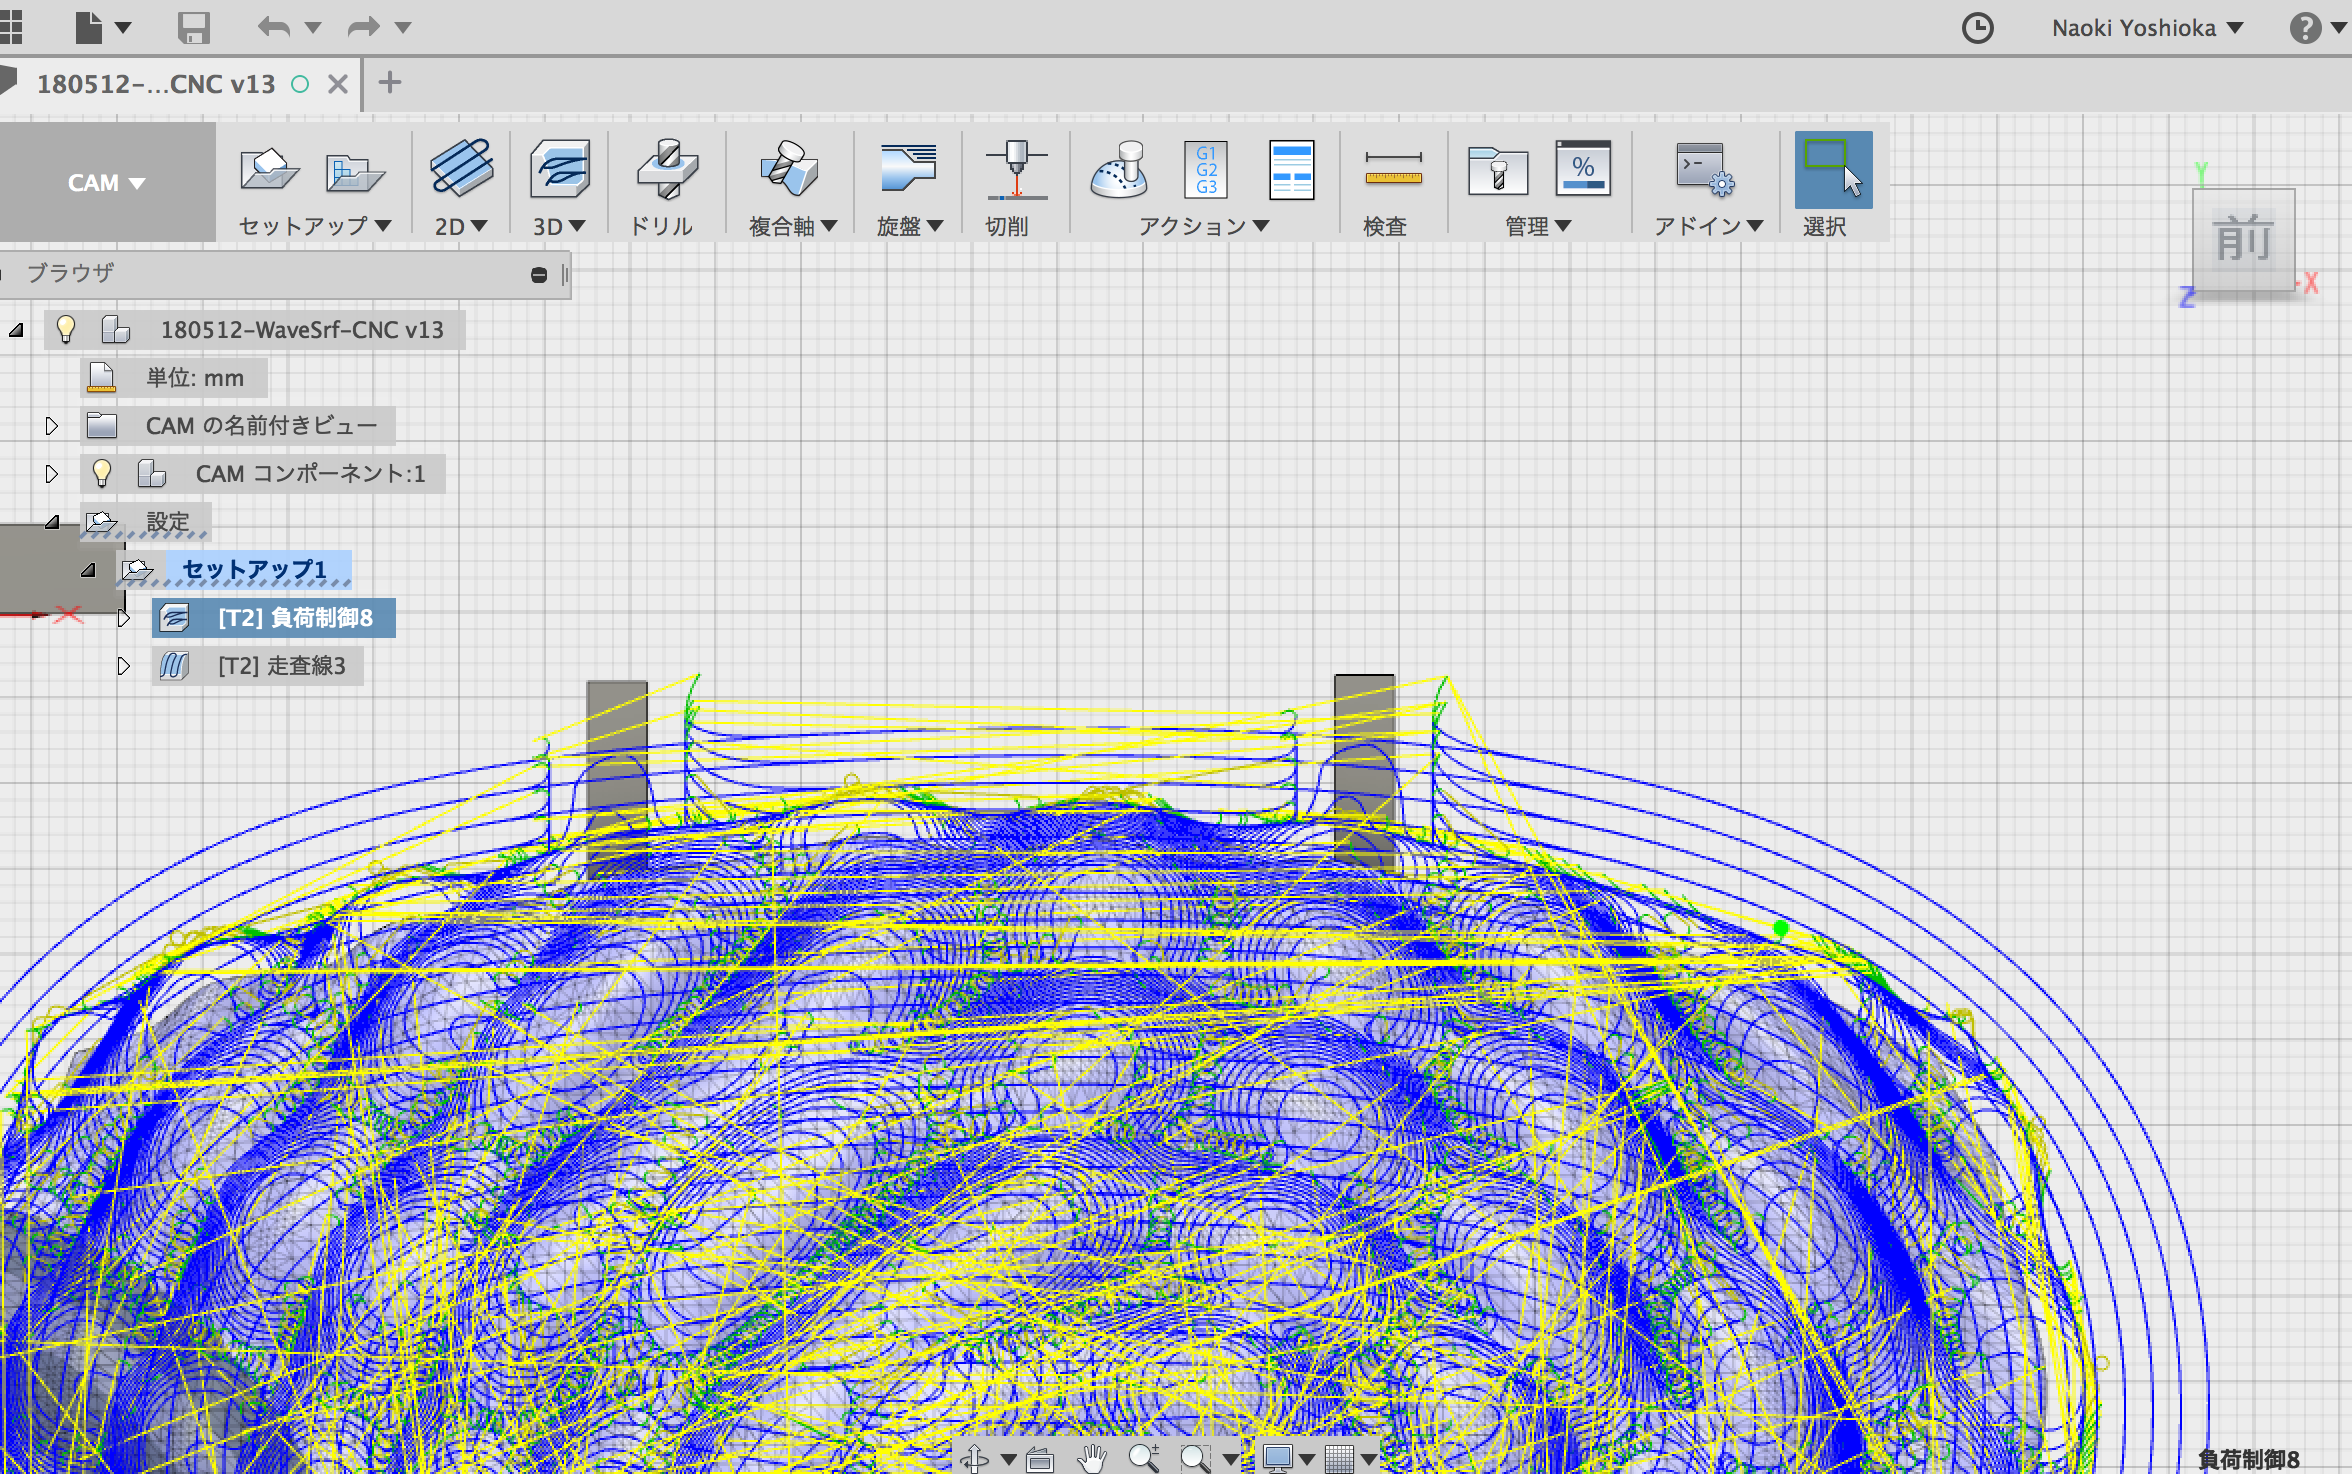 Naoki Yoshioka
?
180512-...CNC v13
CAM
G1
G2
G3
%
セットアップ
2D
3D
ドリル
複合軸
旋盤
切削
アクション
検査
管理
アドイン
選択
Y
前
X
Z
ブラウザ
180512-WaveSrf-CNC v13
単位: mm
CAM の名前付きビュー
CAM コンポーネント:1
設定
セットアップ1
[T2] 負荷制御8
[T2] 走査線3
負荷制御8